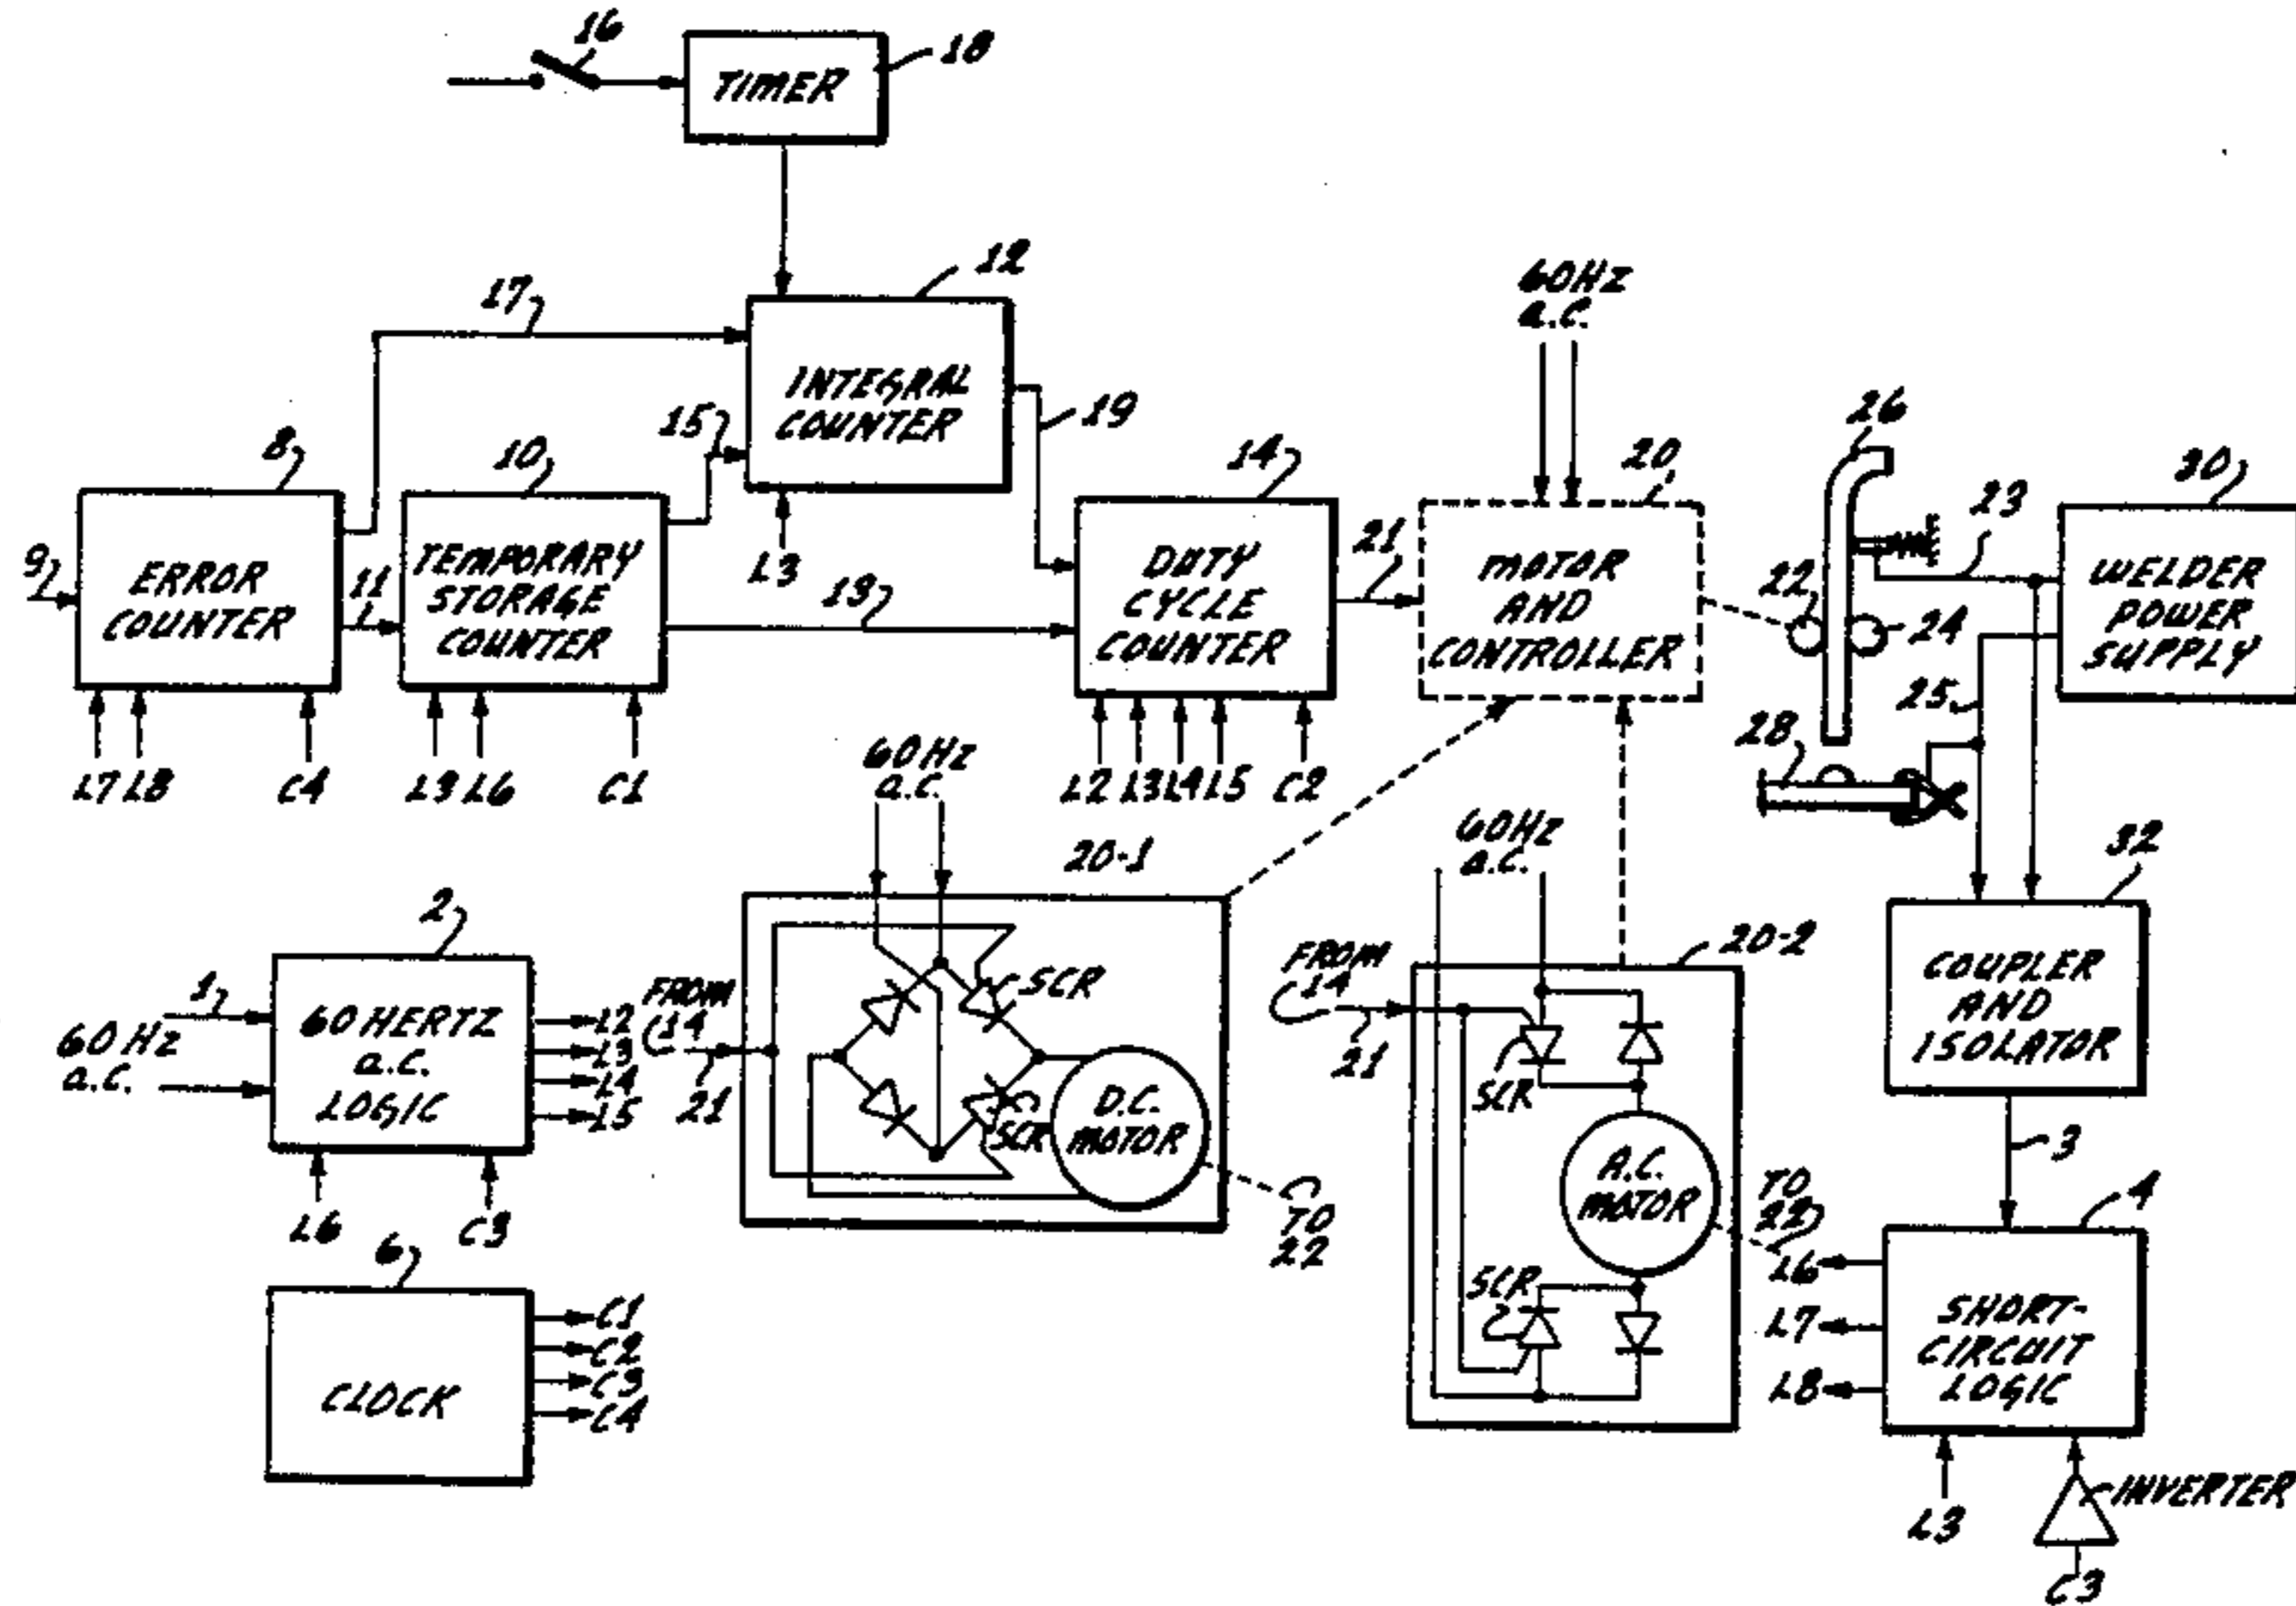 16
TIMER
18
12
17
INTEGRAL
COUNTER
15
19
L3
8
10
9
ERROR
COUNTER
11
TEMPORARY
STORAGE
COUNTER
13
14
DUTY
CYCLE
COUNTER
21
60HZ
a.c.
20
MOTOR
AND
CONTROLLER
26
22
24
23
30
WELDER
POWER
SUPPLY
25
28
L7 L8 C4
L3 L6 C1
L2 L3 L4 L5 C2
60 HZ
a.c.
20-1
60HZ
a.c.
32
COUPLER
AND
ISOLATOR
3
2
1
60 HZ
a.c.
60 HERTZ
a.c.
LOGIC
L2
L3
L4
L5
L6 C3
FROM
14
21
SCR
SCR
D.C.
MOTOR
TO
22
FROM
14
21
20-2
SCR
A.C.
MOTOR
SCR
TO
22
6
CLOCK
C1
C2
C3
C4
4
L6
L7
L8
SHORT-
CIRCUIT
LOGIC
L3
INVERTER
C3